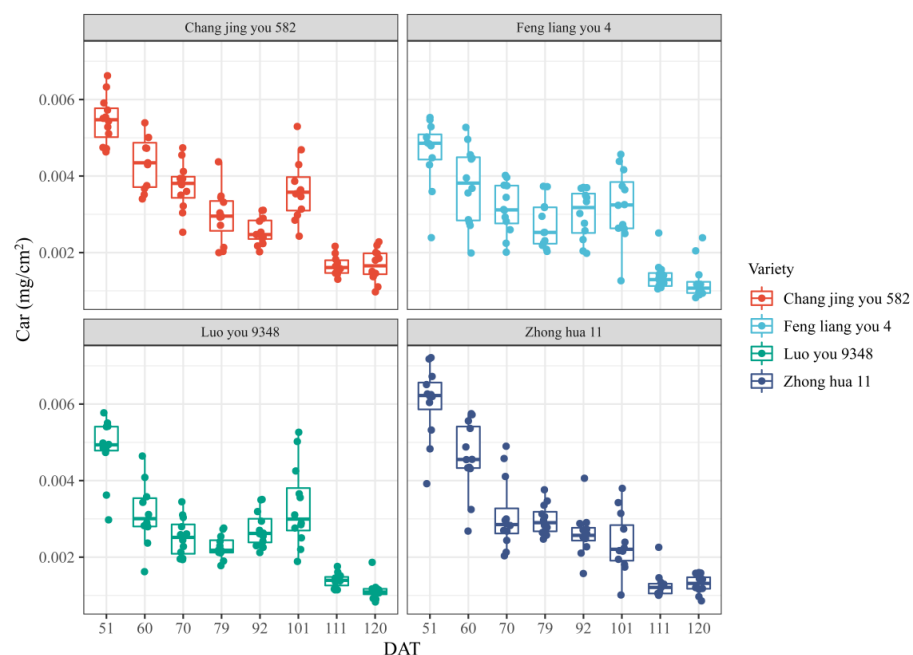 Chang jing you 582
Feng liang you 4
0.006
0.004
0.002
Car (mg/cm²)
Luo you 9348
Zhong hua 11
0.006
0.004
0.002
51 60 70 79 92 101 111 120
51 60 70 79 92 101 111 120
DAT
Variety
Chang jing you 582
Feng liang you 4
Luo you 9348
Zhong hua 11